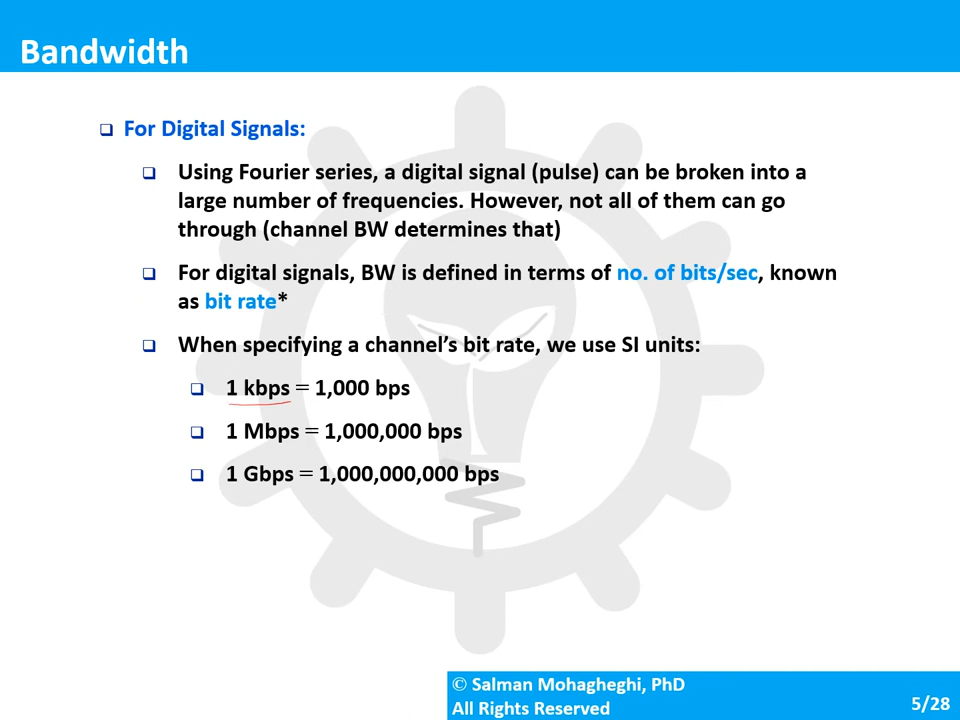 Bandwidth
❑ For Digital Signals:
❑ Using Fourier series, a digital signal (pulse) can be broken into a
large number of frequencies. However, not all of them can go
through (channel BW determines that)
❑ For digital signals, BW is defined in terms of no. of bits/sec, known
as bit rate*
❑ When specifying a channel’s bit rate, we use SI units:
❑ 1 kbps = 1,000 bps
❑ 1 Mbps = 1,000,000 bps
❑ 1 Gbps = 1,000,000,000 bps
© Salman Mohagheghi, PhD
All Rights Reserved
5/28